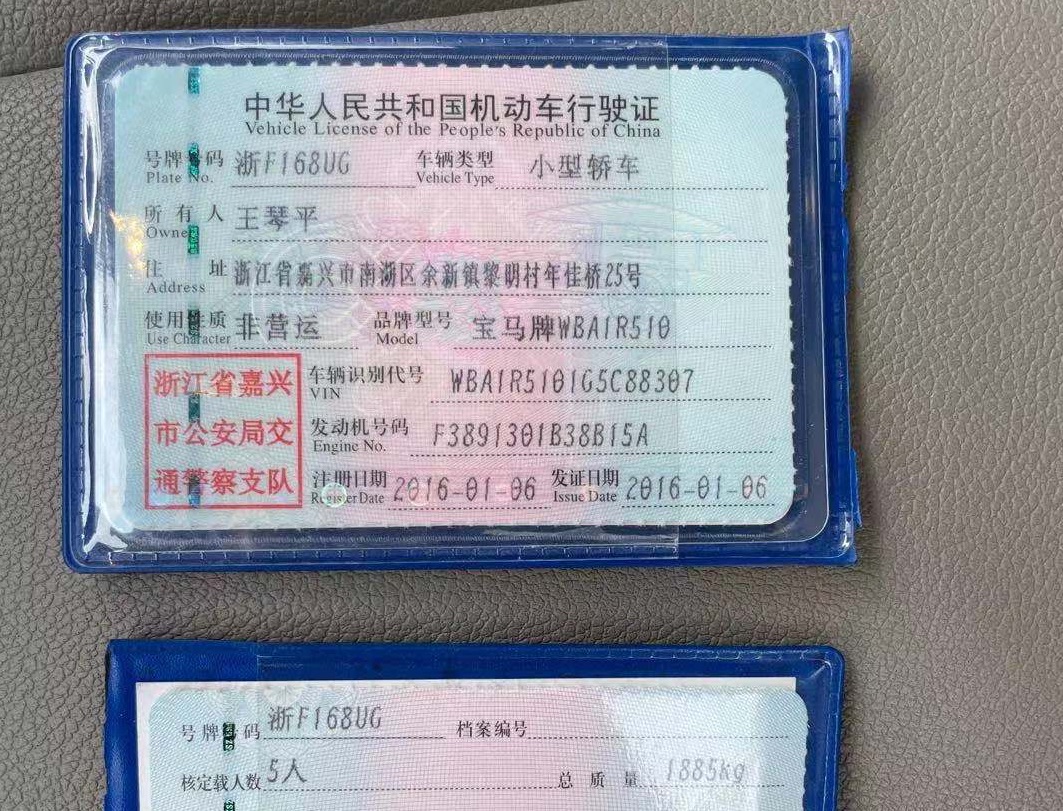 中华人民共和国机动车行驶证
Vehicle License of the People's Republic of China
号牌号码 浙F168UG 车辆类型 小型轿车
Plate No. Vehicle Type
所有人 王琴平
Owner
住址 浙江省嘉兴市南湖区余新镇黎明村年佳桥25号
Address
使用性质 非营运 品牌型号 宝马牌WBA1R510
Use Character Model
浙江省嘉兴
市公安局交
通警察支队
车辆识别代号 WBA1R5101G5C88307
VIN
发动机号码 F3891301B38B15A
Engine No.
注册日期 2016-01-06 发证日期 2016-01-06
Register Date Issue Date
号牌号码 浙F168UG 档案编号
核定载人数 5人 总质量 1885kg